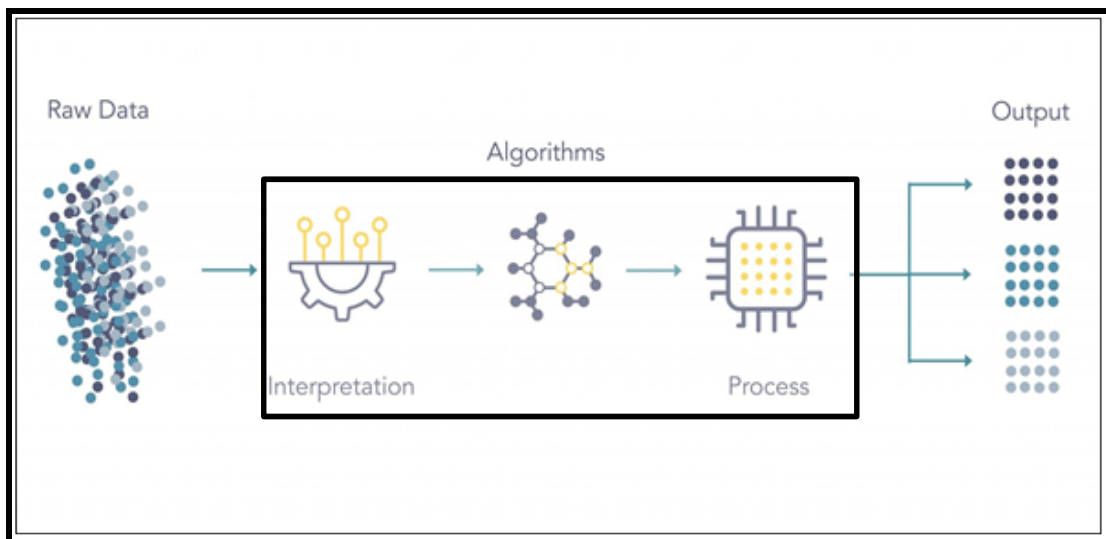 Raw Data
Output
Algorithms
Interpretation
Process